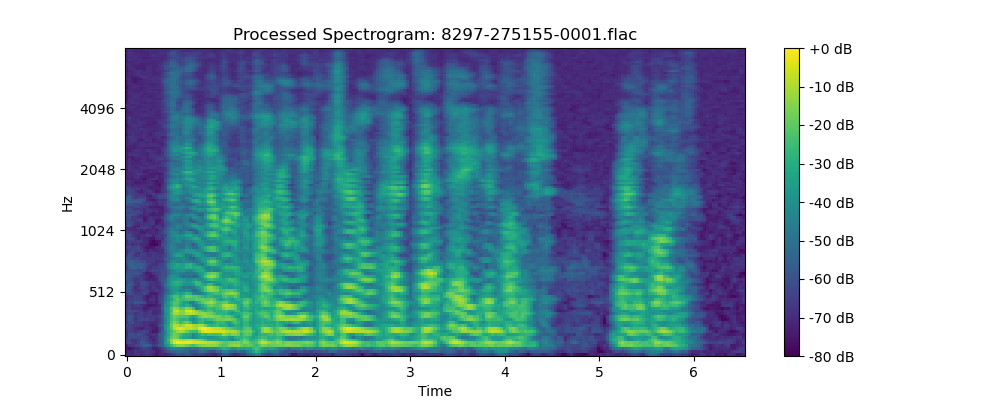 Processed Spectrogram: 8297-275155-0001.flac
Hz
4096
2048
1024
512
0
0 1 2 3 4 5 6
Time
+0 dB
-10 dB
-20 dB
-30 dB
-40 dB
-50 dB
-60 dB
-70 dB
-80 dB